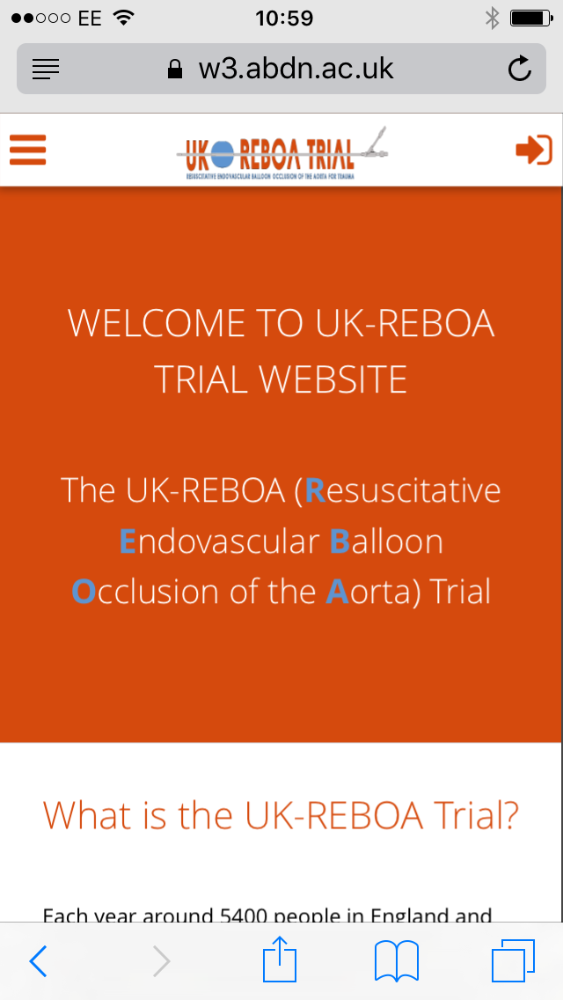 EE 10:59
w3.abdn.ac.uk
UK REBOA TRIAL
RESUSCITATIVE ENDOVASCULAR BALLOON OCCLUSION OF THE AORTA FOR TRAUMA
WELCOME TO UK-REBOA
TRIAL WEBSITE
The UK-REBOA (Resuscitative
Endovascular Balloon
Occlusion of the Aorta) Trial
What is the UK-REBOA Trial?
Each year around 5400 people in England and